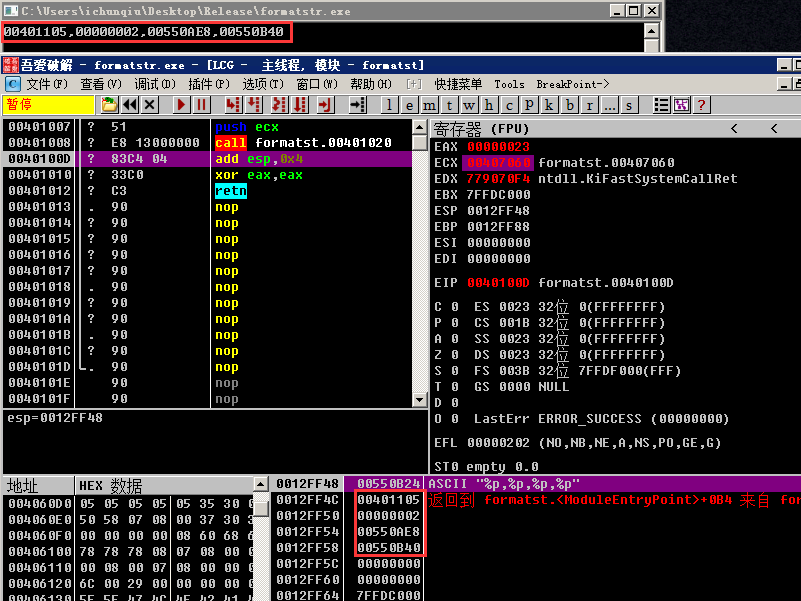 C:\Users\ichunqiu\Desktop\Release\formatstr.exe
00401105,00000002,00550AE8,00550B40
吾爱破解 - formatstr.exe - [LCG - 主线程, 模块 - formatst]
文件(F) 查看(V) 调试(D) 插件(P) 选项(T) 窗口(W) 帮助(H) [+] 快捷菜单 Tools BreakPoint->
暂停 l e m t w h c p k b r ... s ?
00401007 ? 51 push ecx
00401008 ? E8 13000000 call formatst.00401020
0040100D ? 83C4 04 add esp,0x4
00401010 ? 33C0 xor eax,eax
00401012 ? C3 retn
00401013 . 90 nop
00401014 ? 90 nop
00401015 ? 90 nop
00401016 ? 90 nop
00401017 ? 90 nop
00401018 . 90 nop
00401019 ? 90 nop
0040101A ? 90 nop
0040101B . 90 nop
0040101C ? 90 nop
0040101D . 90 nop
0040101E 90 nop
0040101F 90 nop
esp=0012FF48
寄存器 (FPU) < <
EAX 00000023
ECX 00407060 formatst.00407060
EDX 779070F4 ntdll.KiFastSystemCallRet
EBX 7FFDC000
ESP 0012FF48
EBP 0012FF88
ESI 00000000
EDI 00000000
EIP 0040100D formatst.0040100D
C 0 ES 0023 32位 0(FFFFFFFF)
P 0 CS 001B 32位 0(FFFFFFFF)
A 0 SS 0023 32位 0(FFFFFFFF)
Z 0 DS 0023 32位 0(FFFFFFFF)
S 0 FS 003B 32位 7FFDF000(FFF)
T 0 GS 0000 NULL
D 0
O 0 LastErr ERROR_SUCCESS (00000000)
EFL 00000202 (NO,NB,NE,A,NS,PO,GE,G)
ST0 empty 0.0
地址 HEX 数据
004060D0 05 05 05 05 05 35 30
004060E0 50 58 07 08 00 37 30
004060F0 00 00 00 00 08 60 68
00406100 78 78 78 08 07 08 00
00406110 00 08 00 07 08 00 00
00406120 6C 00 29 00 00 00 00
00406130 5F 5F 47 4C 4F 42 41
0012FF48 00550B24 ASCII "%p,%p,%p,%p"
0012FF4C 00401105 返回到 formatst.<ModuleEntryPoint>+0B4 来自
0012FF50 00000002
0012FF54 00550AE8
0012FF58 00550B40
0012FF5C 00000000
0012FF60 00000000
0012FF64 7FFDC000